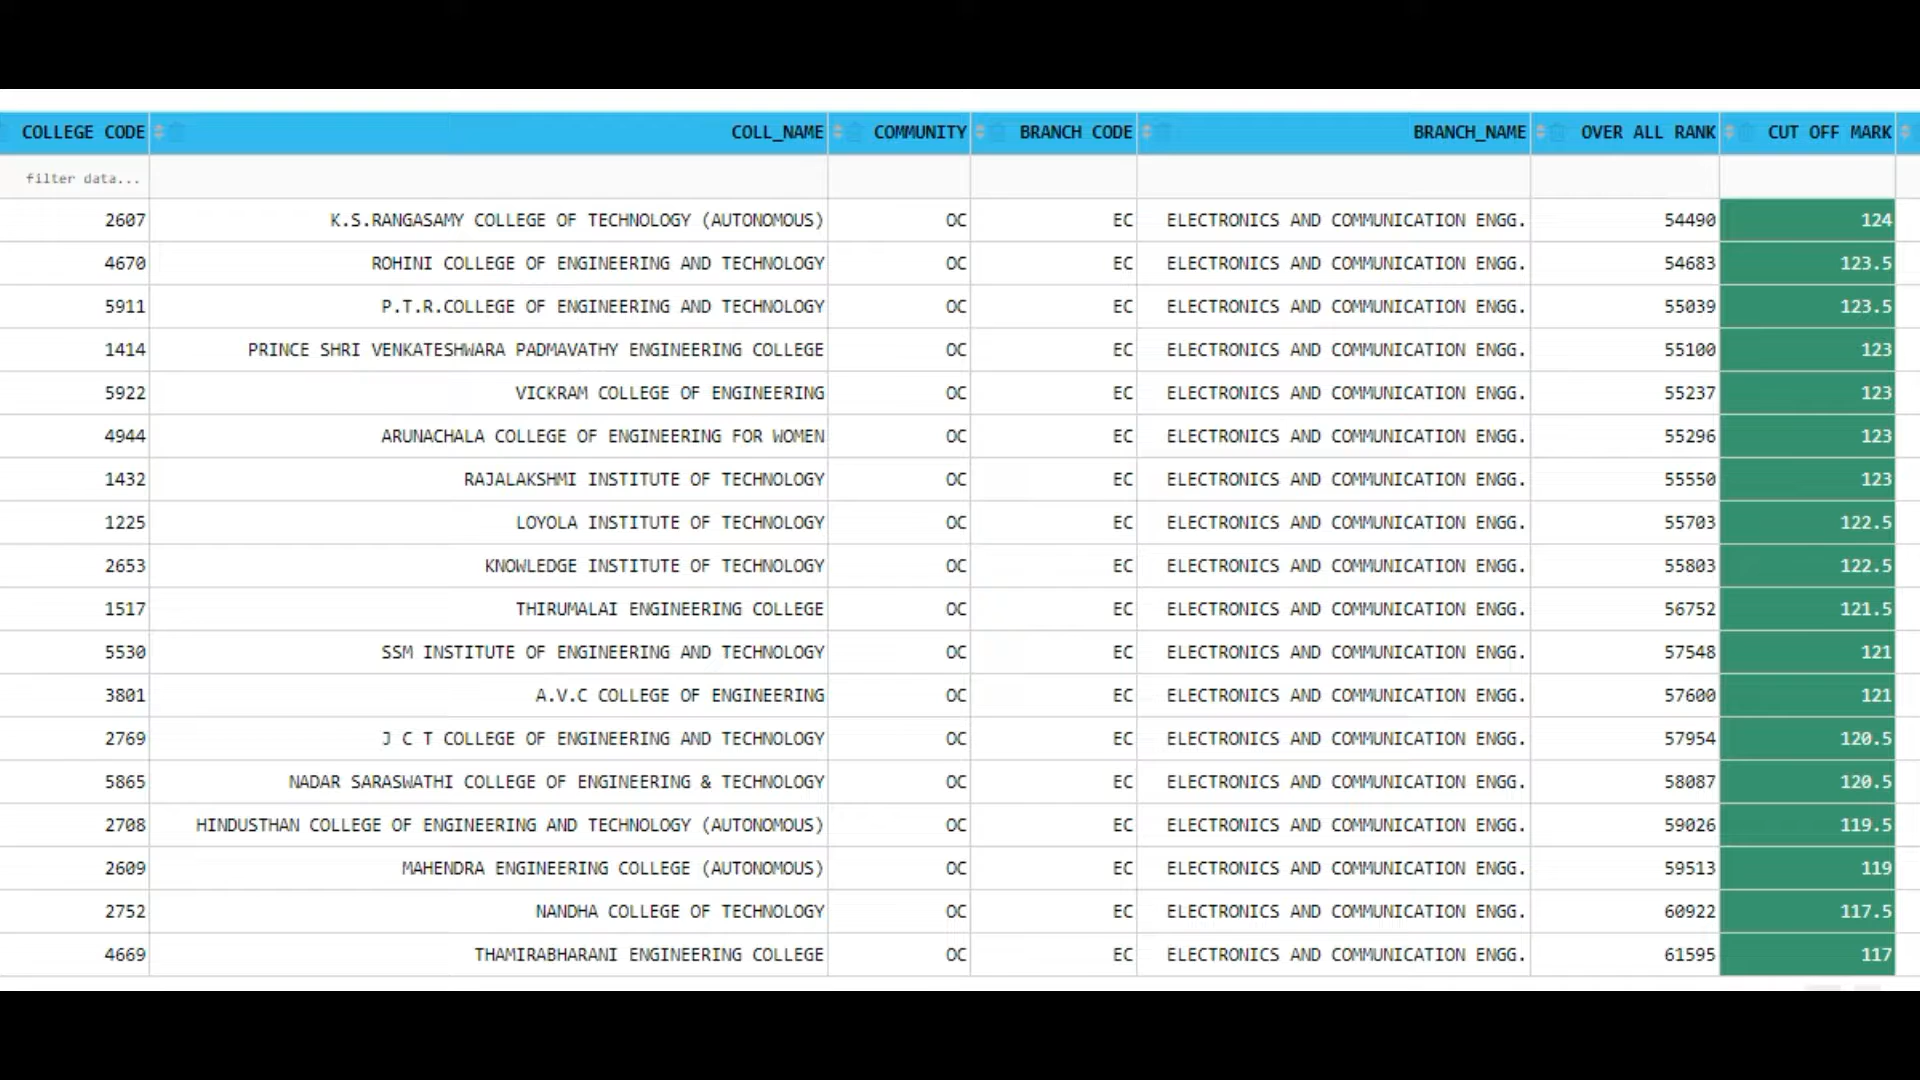 COLLEGE CODE COLL_NAME COMMUNITY BRANCH CODE BRANCH_NAME OVER ALL RANK CUT OFF MARK
filter data...
2607 K.S.RANGASAMY COLLEGE OF TECHNOLOGY (AUTONOMOUS) OC EC ELECTRONICS AND COMMUNICATION ENGG. 54490 124
4670 ROHINI COLLEGE OF ENGINEERING AND TECHNOLOGY OC EC ELECTRONICS AND COMMUNICATION ENGG. 54683 123.5
5911 P.T.R.COLLEGE OF ENGINEERING AND TECHNOLOGY OC EC ELECTRONICS AND COMMUNICATION ENGG. 55039 123.5
1414 PRINCE SHRI VENKATESHWARA PADMAVATHY ENGINEERING COLLEGE OC EC ELECTRONICS AND COMMUNICATION ENGG. 55100 123
5922 VICKRAM COLLEGE OF ENGINEERING OC EC ELECTRONICS AND COMMUNICATION ENGG. 55237 123
4944 ARUNACHALA COLLEGE OF ENGINEERING FOR WOMEN OC EC ELECTRONICS AND COMMUNICATION ENGG. 55296 123
1432 RAJALAKSHMI INSTITUTE OF TECHNOLOGY OC EC ELECTRONICS AND COMMUNICATION ENGG. 55550 123
1225 LOYOLA INSTITUTE OF TECHNOLOGY OC EC ELECTRONICS AND COMMUNICATION ENGG. 55703 122.5
2653 KNOWLEDGE INSTITUTE OF TECHNOLOGY OC EC ELECTRONICS AND COMMUNICATION ENGG. 55803 122.5
1517 THIRUMALAI ENGINEERING COLLEGE OC EC ELECTRONICS AND COMMUNICATION ENGG. 56752 121.5
5530 SSM INSTITUTE OF ENGINEERING AND TECHNOLOGY OC EC ELECTRONICS AND COMMUNICATION ENGG. 57548 121
3801 A.V.C COLLEGE OF ENGINEERING OC EC ELECTRONICS AND COMMUNICATION ENGG. 57600 121
2769 J C T COLLEGE OF ENGINEERING AND TECHNOLOGY OC EC ELECTRONICS AND COMMUNICATION ENGG. 57954 120.5
5865 NADAR SARASWATHI COLLEGE OF ENGINEERING & TECHNOLOGY OC EC ELECTRONICS AND COMMUNICATION ENGG. 58087 120.5
2708 HINDUSTHAN COLLEGE OF ENGINEERING AND TECHNOLOGY (AUTONOMOUS) OC EC ELECTRONICS AND COMMUNICATION ENGG. 59026 119.5
2609 MAHENDRA ENGINEERING COLLEGE (AUTONOMOUS) OC EC ELECTRONICS AND COMMUNICATION ENGG. 59513 119
2752 NANDHA COLLEGE OF TECHNOLOGY OC EC ELECTRONICS AND COMMUNICATION ENGG. 60922 117.5
4669 THAMIRABHARANI ENGINEERING COLLEGE OC EC ELECTRONICS AND COMMUNICATION ENGG. 61595 117